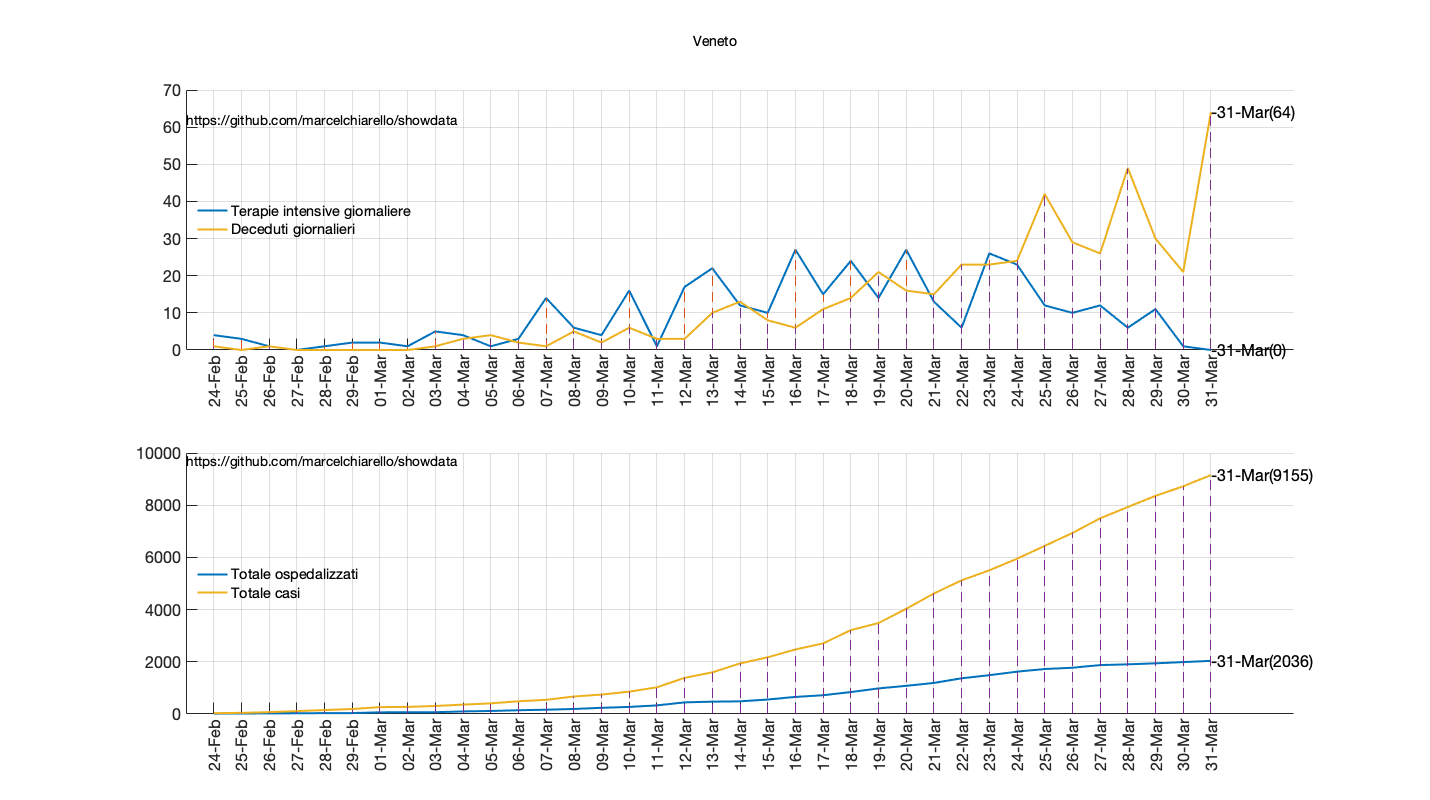 Veneto
70
60
50
40
30
20
10
0
https://github.com/marcelchiarello/showdata
Terapie intensive giornaliere
Deceduti giornalieri
-31-Mar(64)
-31-Mar(0)
24-Feb
25-Feb
26-Feb
27-Feb
28-Feb
29-Feb
01-Mar
02-Mar
03-Mar
04-Mar
05-Mar
06-Mar
07-Mar
08-Mar
09-Mar
10-Mar
11-Mar
12-Mar
13-Mar
14-Mar
15-Mar
16-Mar
17-Mar
18-Mar
19-Mar
20-Mar
21-Mar
22-Mar
23-Mar
24-Mar
25-Mar
26-Mar
27-Mar
28-Mar
29-Mar
30-Mar
31-Mar
10000
8000
6000
4000
2000
0
https://github.com/marcelchiarello/showdata
Totale ospedalizzati
Totale casi
-31-Mar(9155)
-31-Mar(2036)
24-Feb
25-Feb
26-Feb
27-Feb
28-Feb
29-Feb
01-Mar
02-Mar
03-Mar
04-Mar
05-Mar
06-Mar
07-Mar
08-Mar
09-Mar
10-Mar
11-Mar
12-Mar
13-Mar
14-Mar
15-Mar
16-Mar
17-Mar
18-Mar
19-Mar
20-Mar
21-Mar
22-Mar
23-Mar
24-Mar
25-Mar
26-Mar
27-Mar
28-Mar
29-Mar
30-Mar
31-Mar